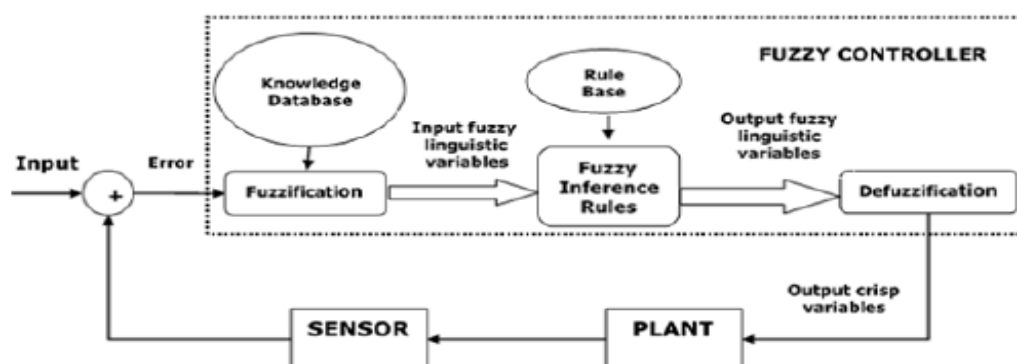 FUZZY CONTROLLER
Knowledge
Database
Rule
Base
Input fuzzy
linguistic
variables
Output fuzzy
linguistic
variables
Input
Error
+
Fuzzification
Fuzzy
Inference
Rules
Defuzzification
Output crisp
variables
SENSOR
PLANT